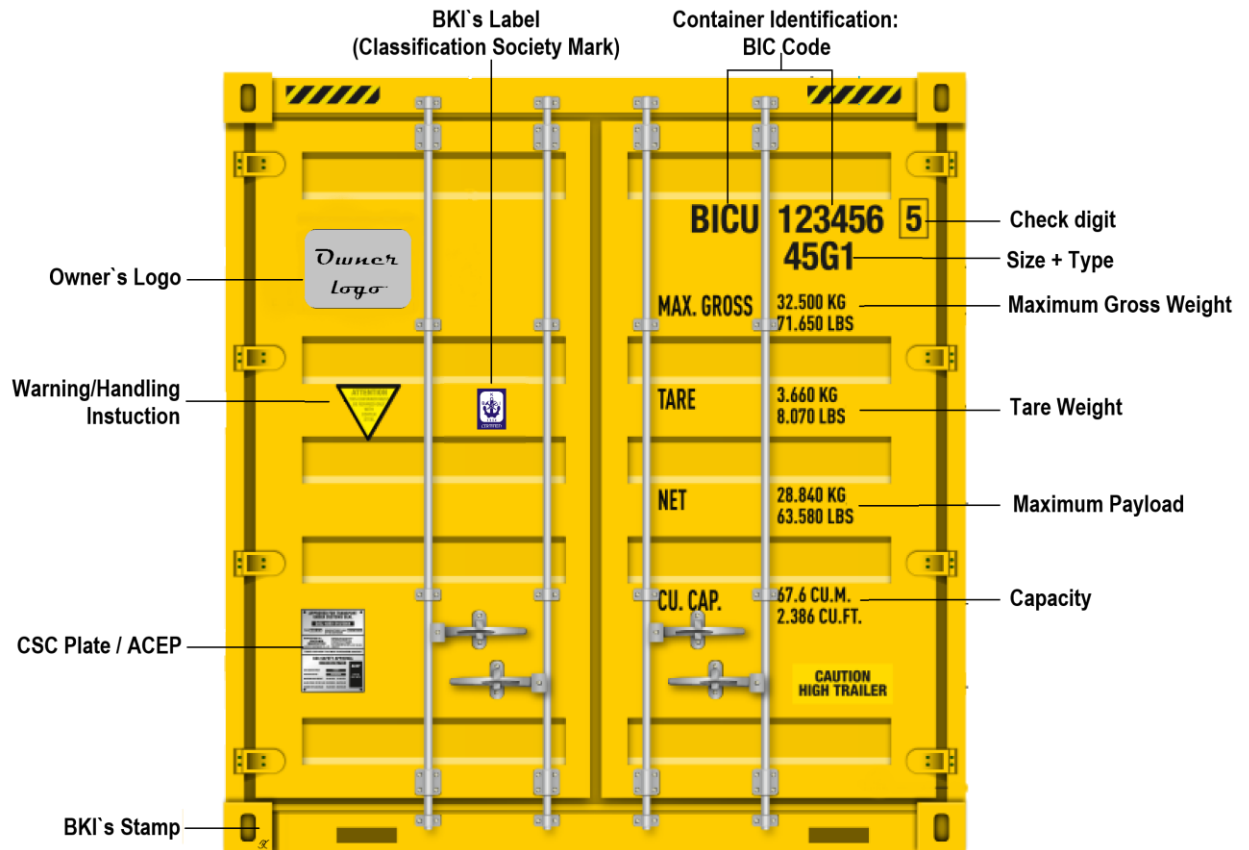 BKI`s Label
(Classification Society Mark)
Container Identification:
BIC Code
BICU 123456 5
Check digit
45G1
Size + Type
Owner
logo
Owner`s Logo
MAX. GROSS 32.500 KG
71.650 LBS
Maximum Gross Weight
Warning/Handling
Instuction
ATTENTION
TARE 3.660 KG
8.070 LBS
Tare Weight
NET 28.840 KG
63.580 LBS
Maximum Payload
CU. CAP. 67.6 CU.M.
2.386 CU.FT.
Capacity
CSC Plate / ACEP
CAUTION
HIGH TRAILER
BKI`s Stamp